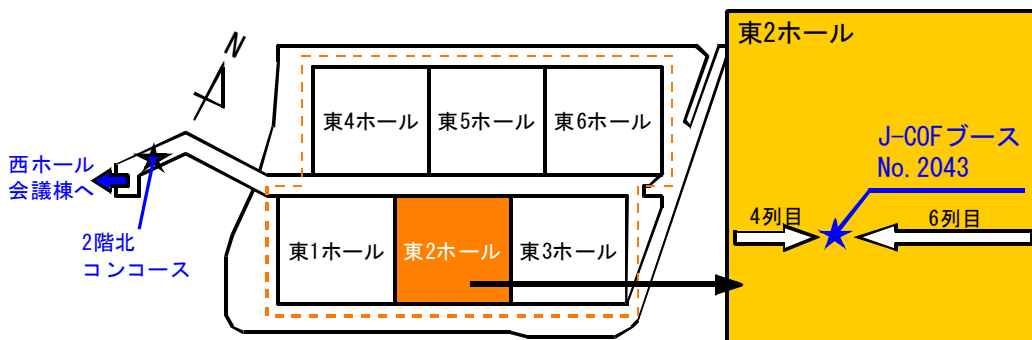 N
東4ホール
東5ホール
東6ホール
西ホール
会議棟へ
2階北
コンコース
東1ホール
東2ホール
東3ホール
東2ホール
J-COFブース
No. 2043
4列目
6列目